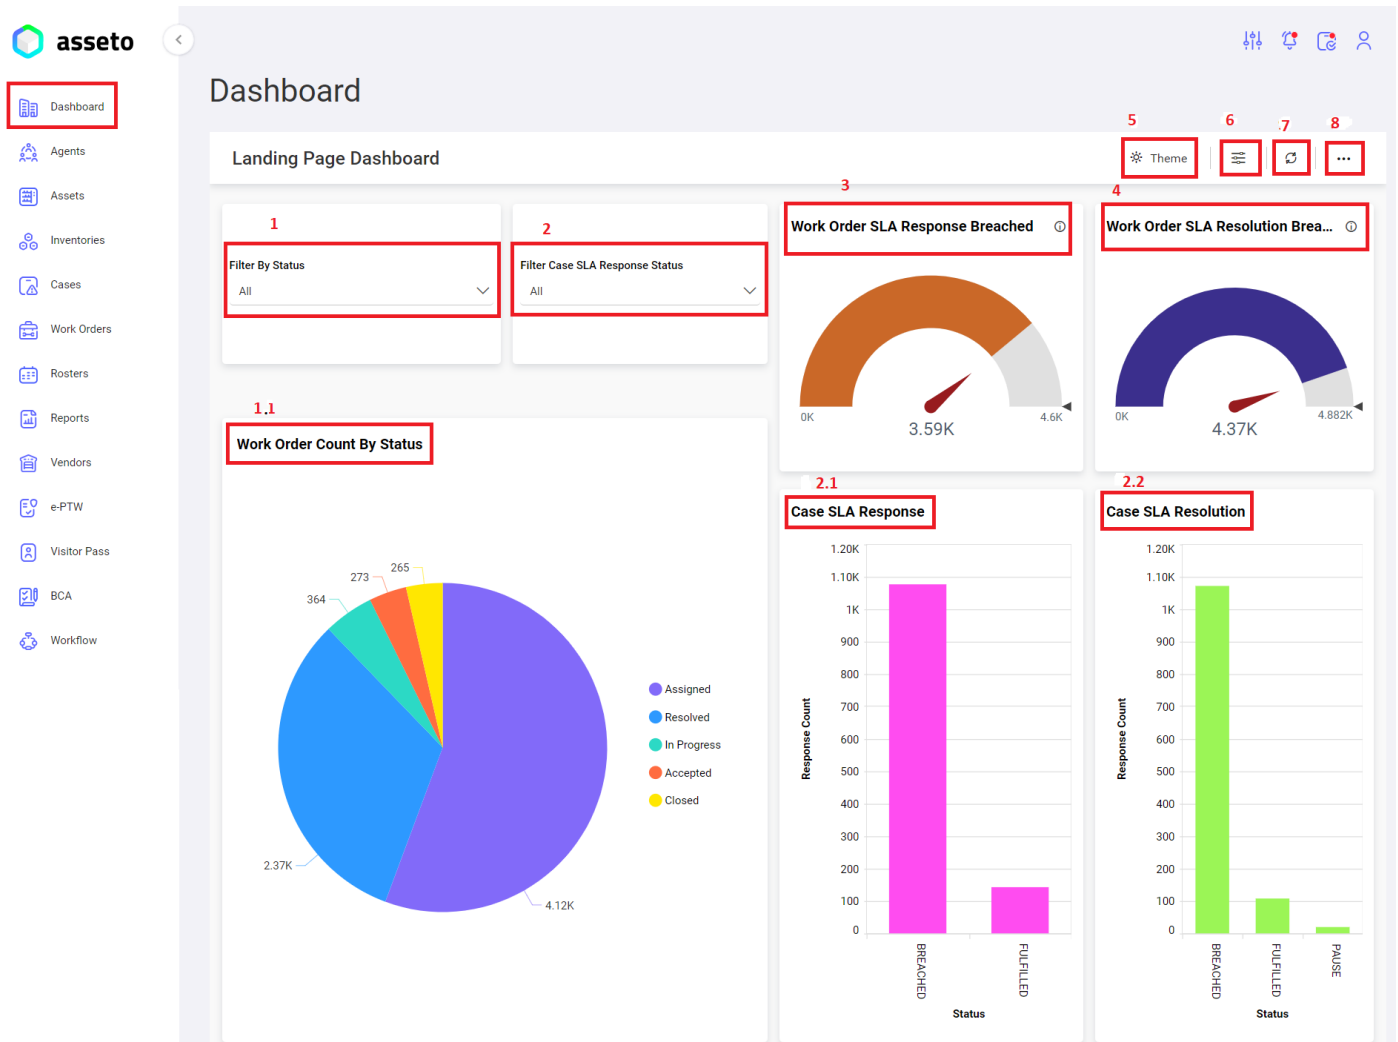 asseto
Dashboard
Agents
Assets
Inventories
Cases
Work Orders
Rosters
Reports
Vendors
e-PTW
Visitor Pass
BCA
Workflow
Dashboard
Landing Page Dashboard
5
Theme
6
7
8
1
Filter By Status
All
2
Filter Case SLA Response Status
All
3
Work Order SLA Response Breached
0K
4.6K
3.59K
4
Work Order SLA Resolution Brea...
0K
4.882K
4.37K
1.1
Work Order Count By Status
265
273
364
2.37K
4.12K
Assigned
Resolved
In Progress
Accepted
Closed
2.1
Case SLA Response
1.20K
1.10K
1K
900
800
700
600
500
400
300
200
100
0
Response Count
BREACHED
FULFILLED
Status
2.2
Case SLA Resolution
1.20K
1.10K
1K
900
800
700
600
500
400
300
200
100
0
Response Count
BREACHED
FULFILLED
PAUSE
Status